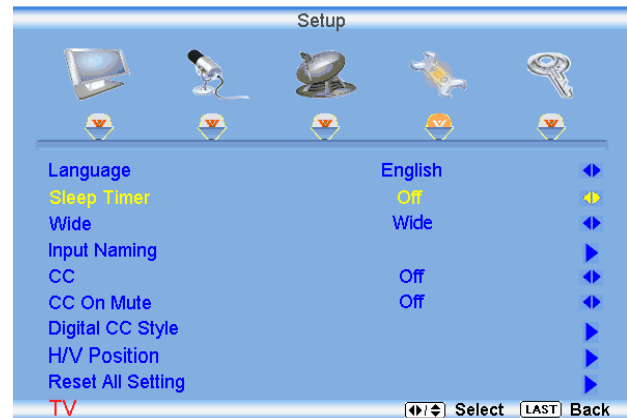 Setup
Language English
Sleep Timer Off
Wide Wide
Input Naming
CC Off
CC On Mute Off
Digital CC Style
H/V Position
Reset All Setting
TV Select LAST Back